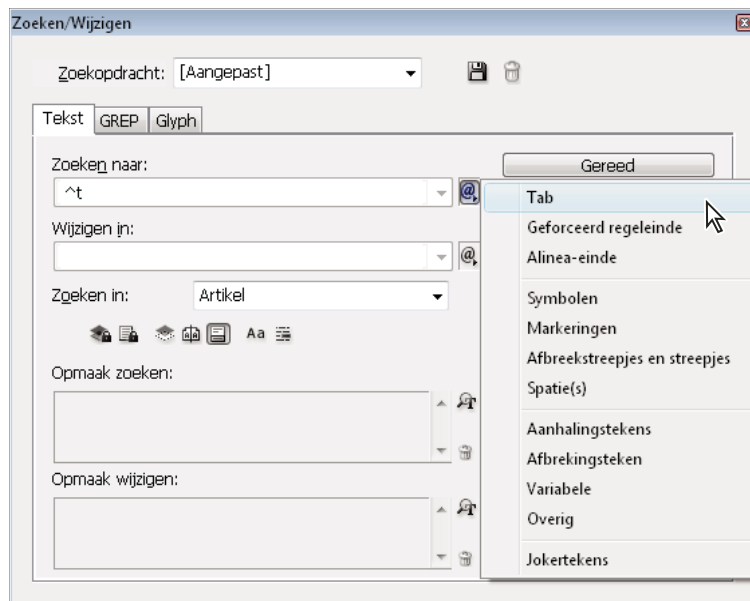 Zoeken/Wijzigen
Zoekopdracht: [Aangepast]
Tekst GREP Glyph
Zoeken naar:
Gereed
^t
Tab
Geforceerd regeleinde
Alinea-einde
Symbolen
Markeringen
Afbreekstreepjes en streepjes
Spatie(s)
Aanhalingstekens
Afbrekingsteken
Variabele
Overig
Jokertekens
Wijzigen in:
Zoeken in: Artikel
Aa
Opmaak zoeken:
Opmaak wijzigen: